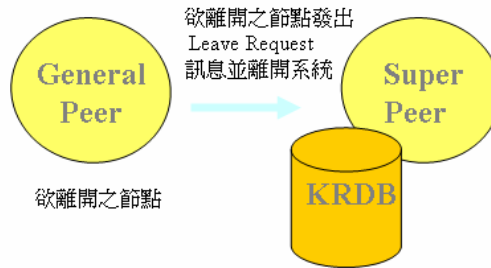 欲離開之節點發出
Leave Request
訊息並離開系統
General
Peer
Super
Peer
KRDB
欲離開之節點